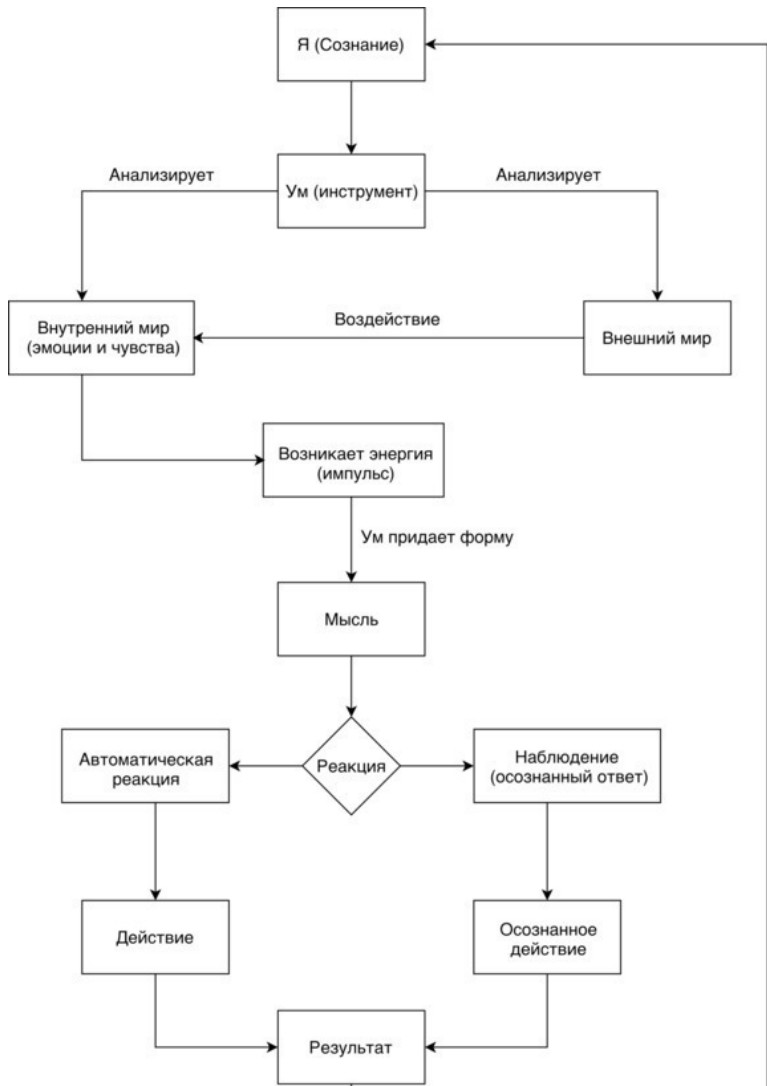 Я (Сознание)
Анализирует
Ум (инструмент)
Анализирует
Внутренний мир
(эмоции и чувства)
Воздействие
Внешний мир
Возникает энергия
(импульс)
Ум придает форму
Мысль
Автоматическая
реакция
Реакция
Наблюдение
(осознанный ответ)
Действие
Осознанное
действие
Результат